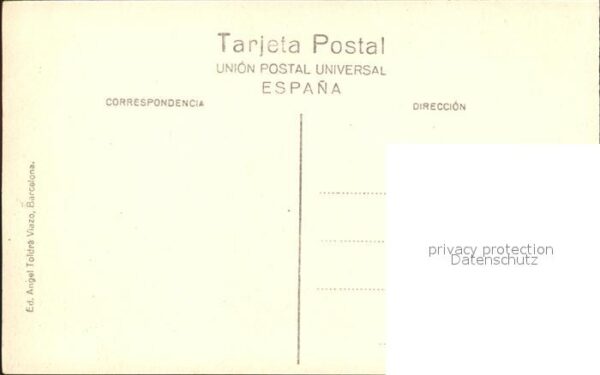 Tarjeta Postal
UNIÓN POSTAL UNIVERSAL
ESPAÑA
CORRESPONDENCIA
DIRECCIÓN
Ed. Angel Toldrá Viazo, Barcelona.
privacy protection
Datenschutz